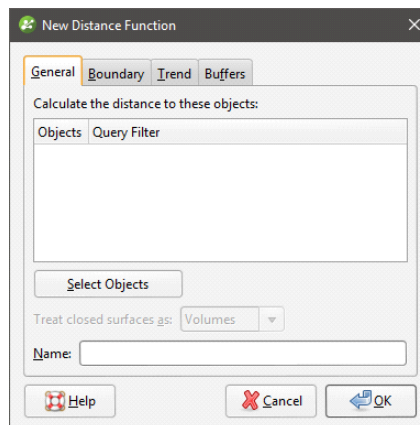 New Distance Function
General Boundary Trend Buffers
Calculate the distance to these objects:
Objects Query Filter
Select Objects
Treat closed surfaces as: Volumes
Name:
Help Cancel OK